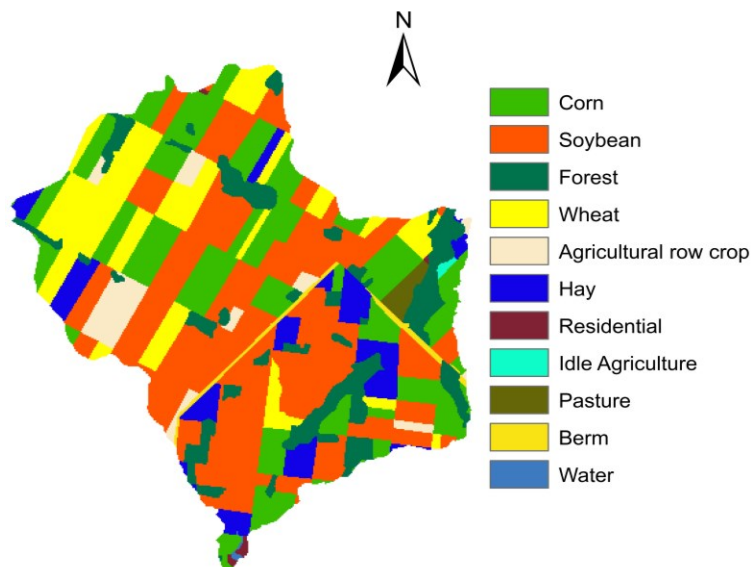 N
Corn
Soybean
Forest
Wheat
Agricultural row crop
Hay
Residential
Idle Agriculture
Pasture
Berm
Water